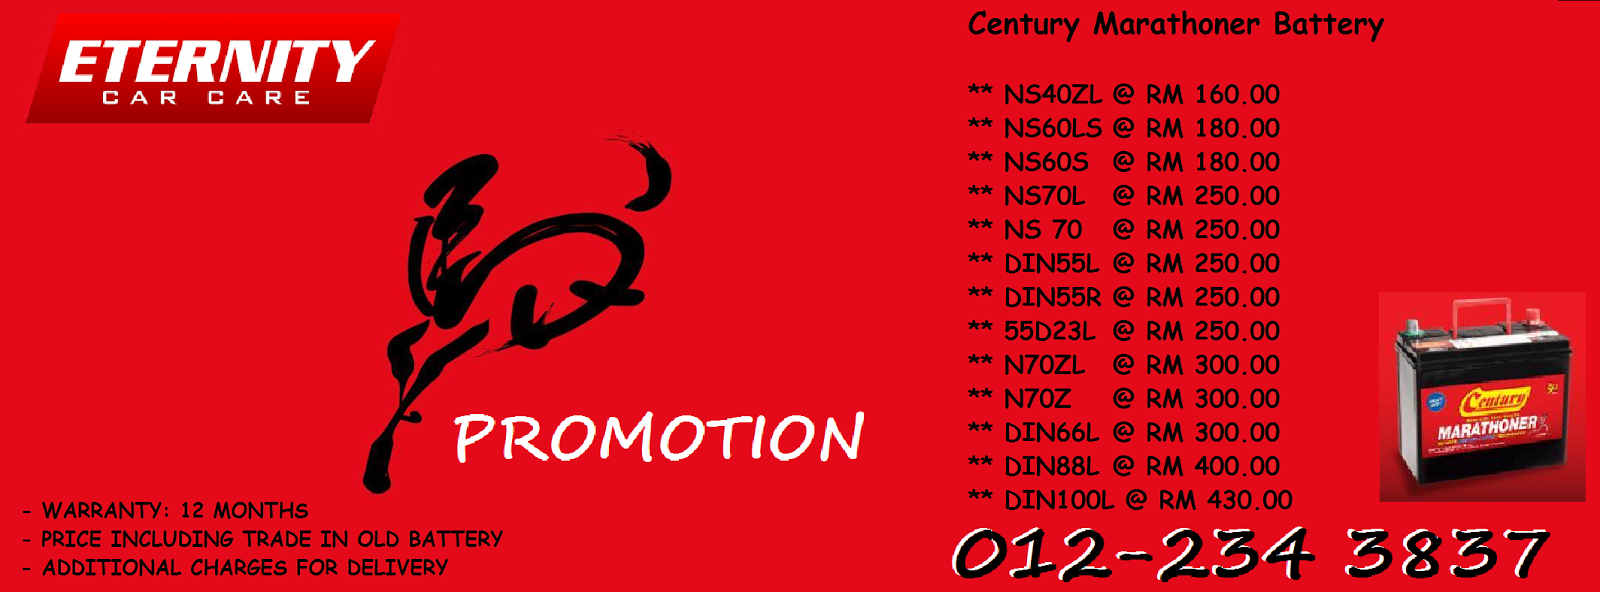 ETERNITY
CAR CARE
PROMOTION
- WARRANTY: 12 MONTHS
- PRICE INCLUDING TRADE IN OLD BATTERY
- ADDITIONAL CHARGES FOR DELIVERY
Century Marathoner Battery
** NS40ZL @ RM 160.00
** NS60LS @ RM 180.00
** NS60S @ RM 180.00
** NS70L @ RM 250.00
** NS 70 @ RM 250.00
** DIN55L @ RM 250.00
** DIN55R @ RM 250.00
** 55D23L @ RM 250.00
** N70ZL @ RM 300.00
** N70Z @ RM 300.00
** DIN66L @ RM 300.00
** DIN88L @ RM 400.00
** DIN100L @ RM 430.00
Century
MARATHONER
012-234 3837